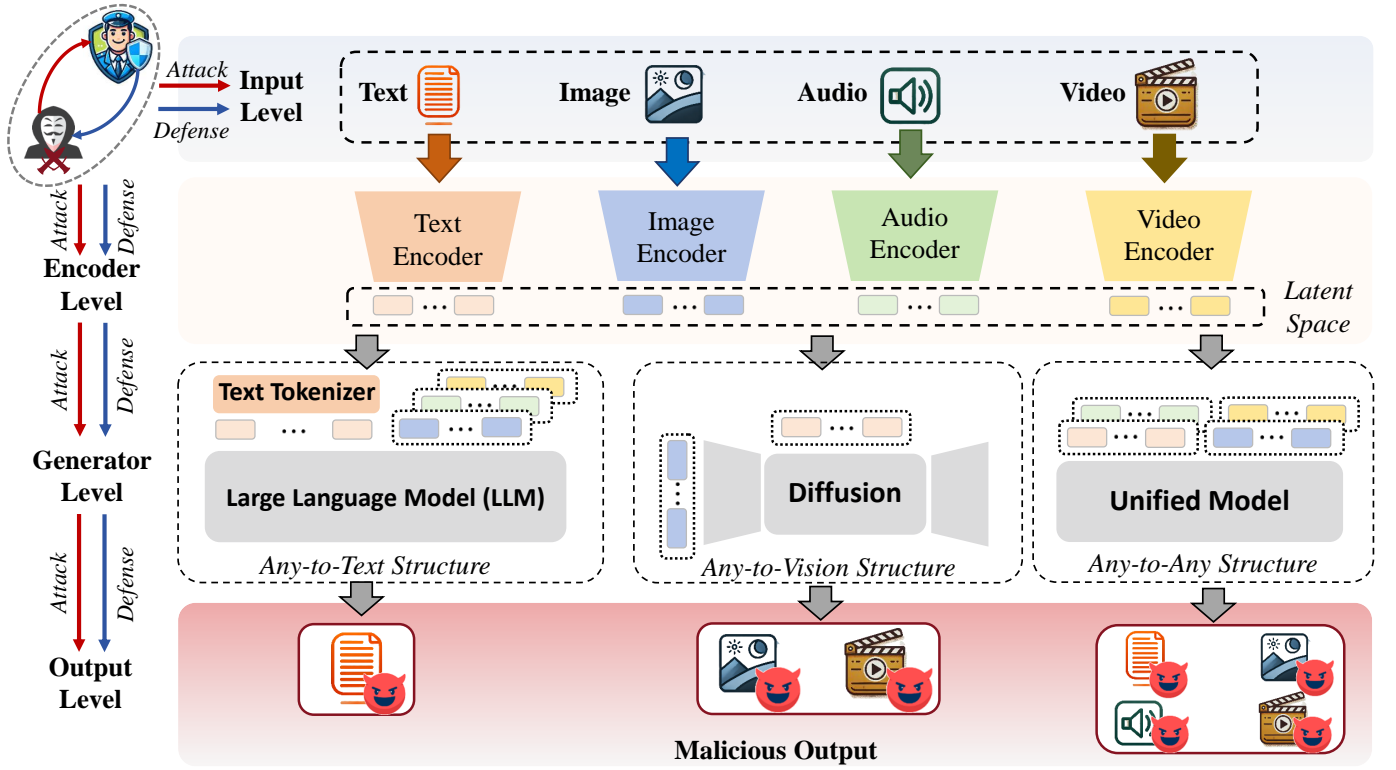 Attack
Defense
Input
Level
Text
Image
Audio
Video
Attack
Defense
Encoder
Level
Text
Encoder
Image
Encoder
Audio
Encoder
Video
Encoder
...
...
...
...
Latent
Space
Attack
Defense
Generator
Level
Text Tokenizer
...
...
...
...
Large Language Model (LLM)
Any-to-Text Structure
...
...
Diffusion
Any-to-Vision Structure
...
...
...
...
Unified Model
Any-to-Any Structure
Attack
Defense
Output
Level
Malicious Output